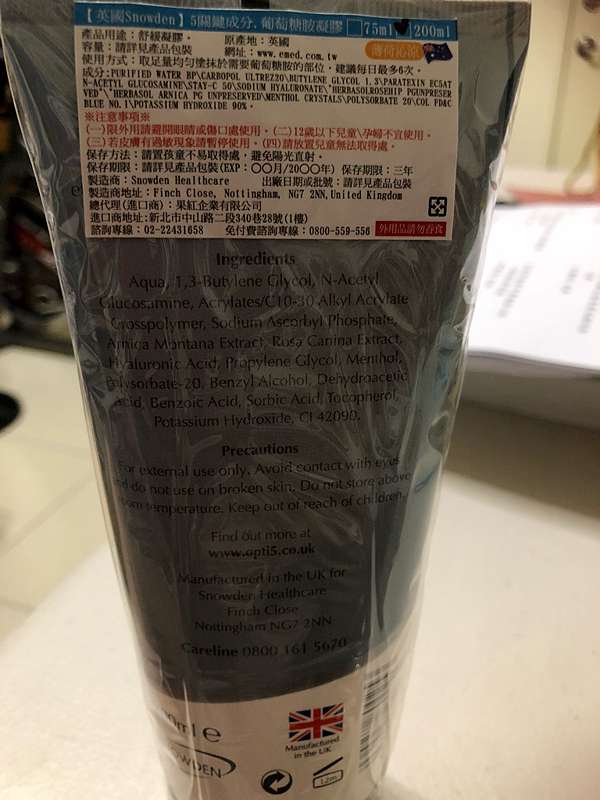 【英國Snowden】5關鍵成分. 葡萄糖胺凝膠 75ml 200ml
產品用途：舒緩凝膠。 原產地：英國
容量：請詳見產品包裝 網址：www.emed.com.tw 薄荷沁涼
使用方式：取足量均勻塗抹於需要葡萄糖胺的部位，建議每日最多6次。
成分:PURIFIED WATER BP\CARBOPOL ULTREZ20\BUTYLENE GLYCOL 1,3\PARATEXIN EC5AT
N-ACETYL GLUCOSAMINE\STAY-C 50\SODIUM HYALURONATE\"HERBASOLROSEHIP PGUNPRESER
VED"\"HERBASOL ARNICA PG UNPRESERVED\MENTHOL CRYSTALS\POLYSORBATE 20\COL FD&C
BLUE NO.1\POTASSIUM HYDROXIDE 90%。
※注意事項※
(一)限外用請避開眼睛或傷口處使用。(二)12歲以下兒童\孕婦不宜使用。
(三)若皮膚有過敏現象請暫停使用。(四)請放置兒童無法取得處。
保存方法：請置孩童不易取得處，避免陽光直射。
保存期限：請詳見產品包裝(EXP：〇〇月/20〇〇年) 保存期限：三年
製造商：Snowden Healthcare 出廠日期或批號：請詳見產品包裝
製造商地址：Finch Close, Nottingham, NG7 2NN,United Kingdom
總代理(進口商)：果紅企業有限公司
進口商地址:新北市中山路二段340巷28號(1樓)
諮詢專線：02-22431658 免付費諮詢專線：0800-559-556 外用品請勿吞食
Ingredients
Aqua, 1,3-Butylene Glycol, N-Acetyl
Glucosamine, Acrylates/C10-30 Alkyl Acrylate
Crosspolymer, Sodium Ascorbyl Phosphate,
Arnica Montana Extract, Rosa Canina Extract,
Hyaluronic Acid, Propylene Glycol, Menthol,
Polysorbate-20, Benzyl Alcohol, Dehydroacetic
Acid, Benzoic Acid, Sorbic Acid, Tocopherol,
Potassium Hydroxide, CI 42090.
Precautions
For external use only. Avoid contact with eyes
and do not use on broken skin. Do not store above
room temperature. Keep out of reach of children.
Find out more at
www.opti5.co.uk
Manufactured in the UK for
Snowden Healthcare
Finch Close
Nottingham NG7 2NN
Careline 0800 161 5670
ml e
Manufactured
in the UK
SNOWDEN
12M